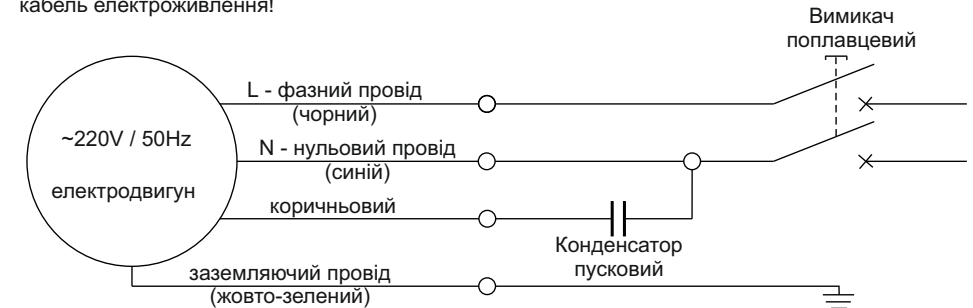 кабель електроживлення!
Вимикач
поплавцевий
L - фазний провід
(чорний)
~220V / 50Hz
електродвигун
N - нульовий провід
(синій)
коричньовий
Конденсатор
пусковий
заземляючий провід
(жовто-зелений)